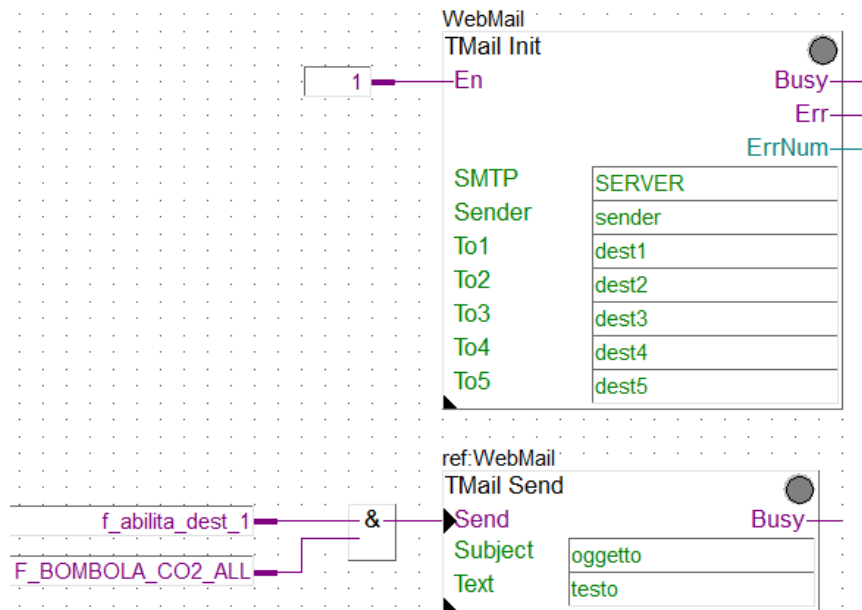 WebMail
TMail Init
1
En
Busy
Err
ErrNum
SMTP SERVER
Sender sender
To1 dest1
To2 dest2
To3 dest3
To4 dest4
To5 dest5
ref:WebMail
TMail Send
f_abilita_dest_1 & Send Busy
Subject oggetto
F_BOMBOLA_CO2_ALL
Text testo